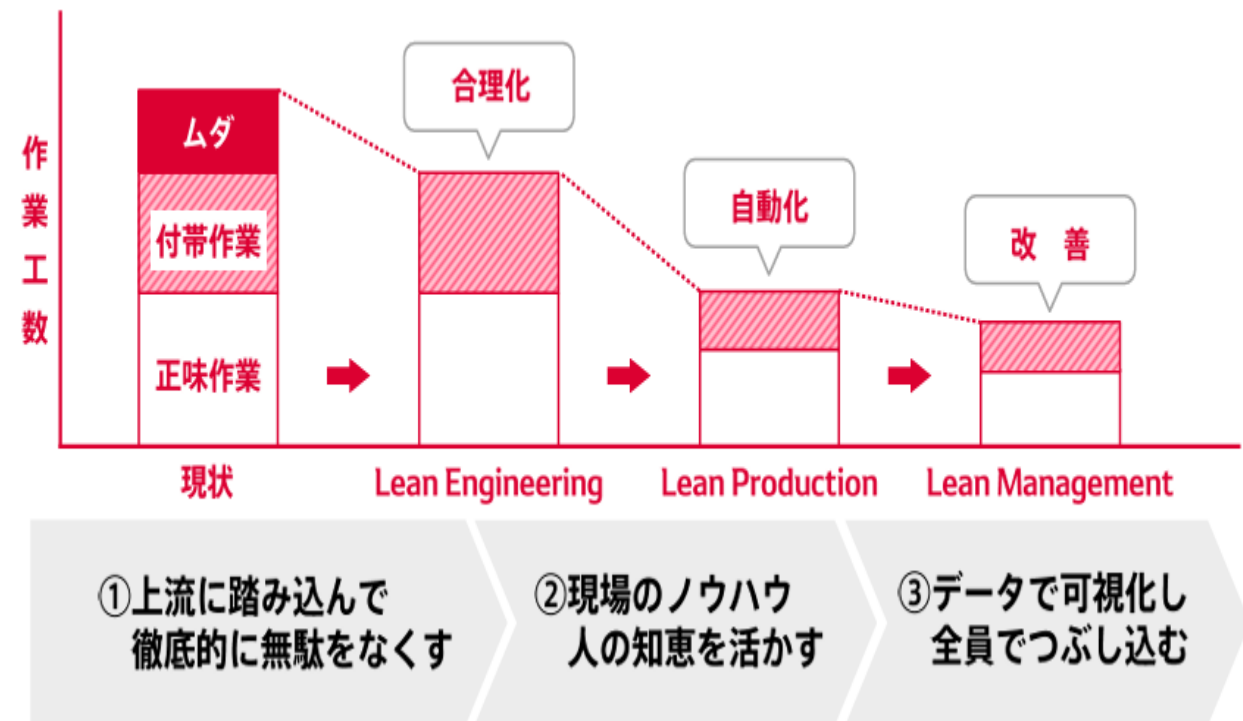 作業工数
ムダ
付帯作業
正味作業
合理化
自動化
改 善
現状
Lean Engineering
Lean Production
Lean Management
①上流に踏み込んで
徹底的に無駄をなくす
②現場のノウハウ
人の知恵を活かす
③データで可視化し
全員でつぶし込む